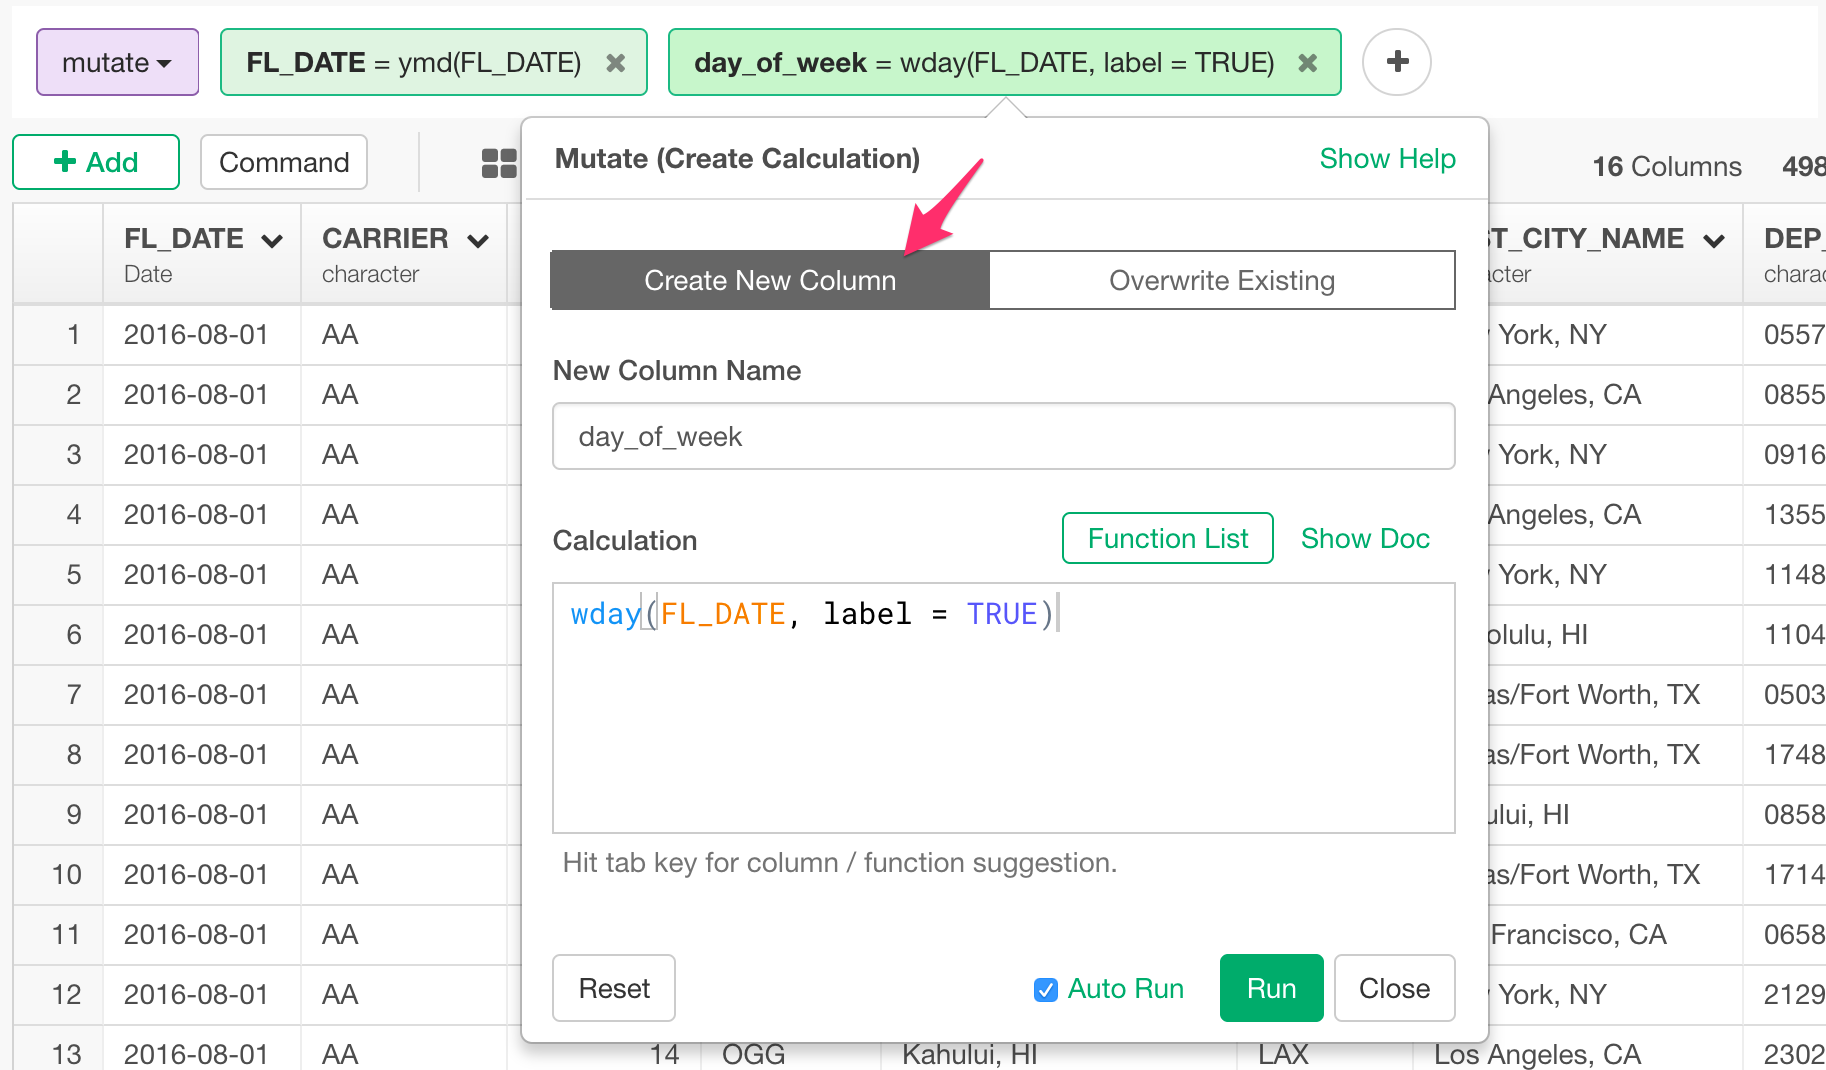 mutate FL_DATE = ymd(FL_DATE) day_of_week = wday(FL_DATE, label = TRUE)
Add Command
Mutate (Create Calculation) Show Help
16 Columns 498
FL_DATE CARRIER
Date character
ST_CITY_NAME DEP_
acter charac
Create New Column Overwrite Existing
New Column Name
day_of_week
Calculation Function List Show Doc
wday(FL_DATE, label = TRUE)
Hit tab key for column / function suggestion.
Reset Auto Run Run Close
1 2016-08-01 AA York, NY 0557
2 2016-08-01 AA Angeles, CA 0855
3 2016-08-01 AA York, NY 0916
4 2016-08-01 AA Angeles, CA 1355
5 2016-08-01 AA York, NY 1148
6 2016-08-01 AA olulu, HI 1104
7 2016-08-01 AA as/Fort Worth, TX 0503
8 2016-08-01 AA as/Fort Worth, TX 1748
9 2016-08-01 AA ului, HI 0858
10 2016-08-01 AA as/Fort Worth, TX 1714
11 2016-08-01 AA Francisco, CA 0658
12 2016-08-01 AA York, NY 2129
13 2016-08-01 AA 14 OGG Kahului, HI LAX Los Angeles, CA 2302